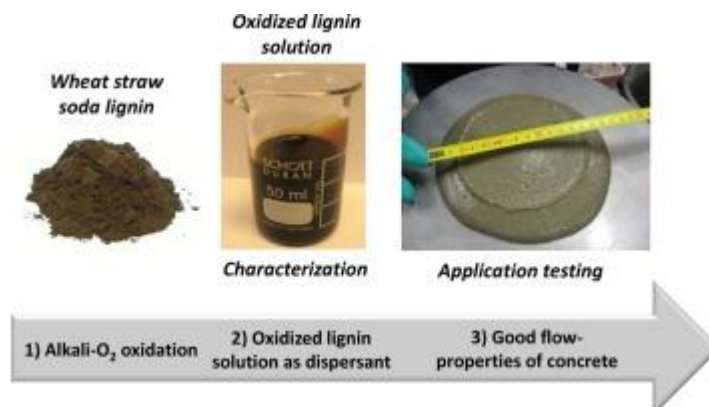 Oxidized lignin
solution
Wheat straw
soda lignin
SCHOTT
DURAN
50 ml
Characterization
Application testing
1) Alkali-O₂ oxidation
2) Oxidized lignin
solution as dispersant
3) Good flow-
properties of concrete